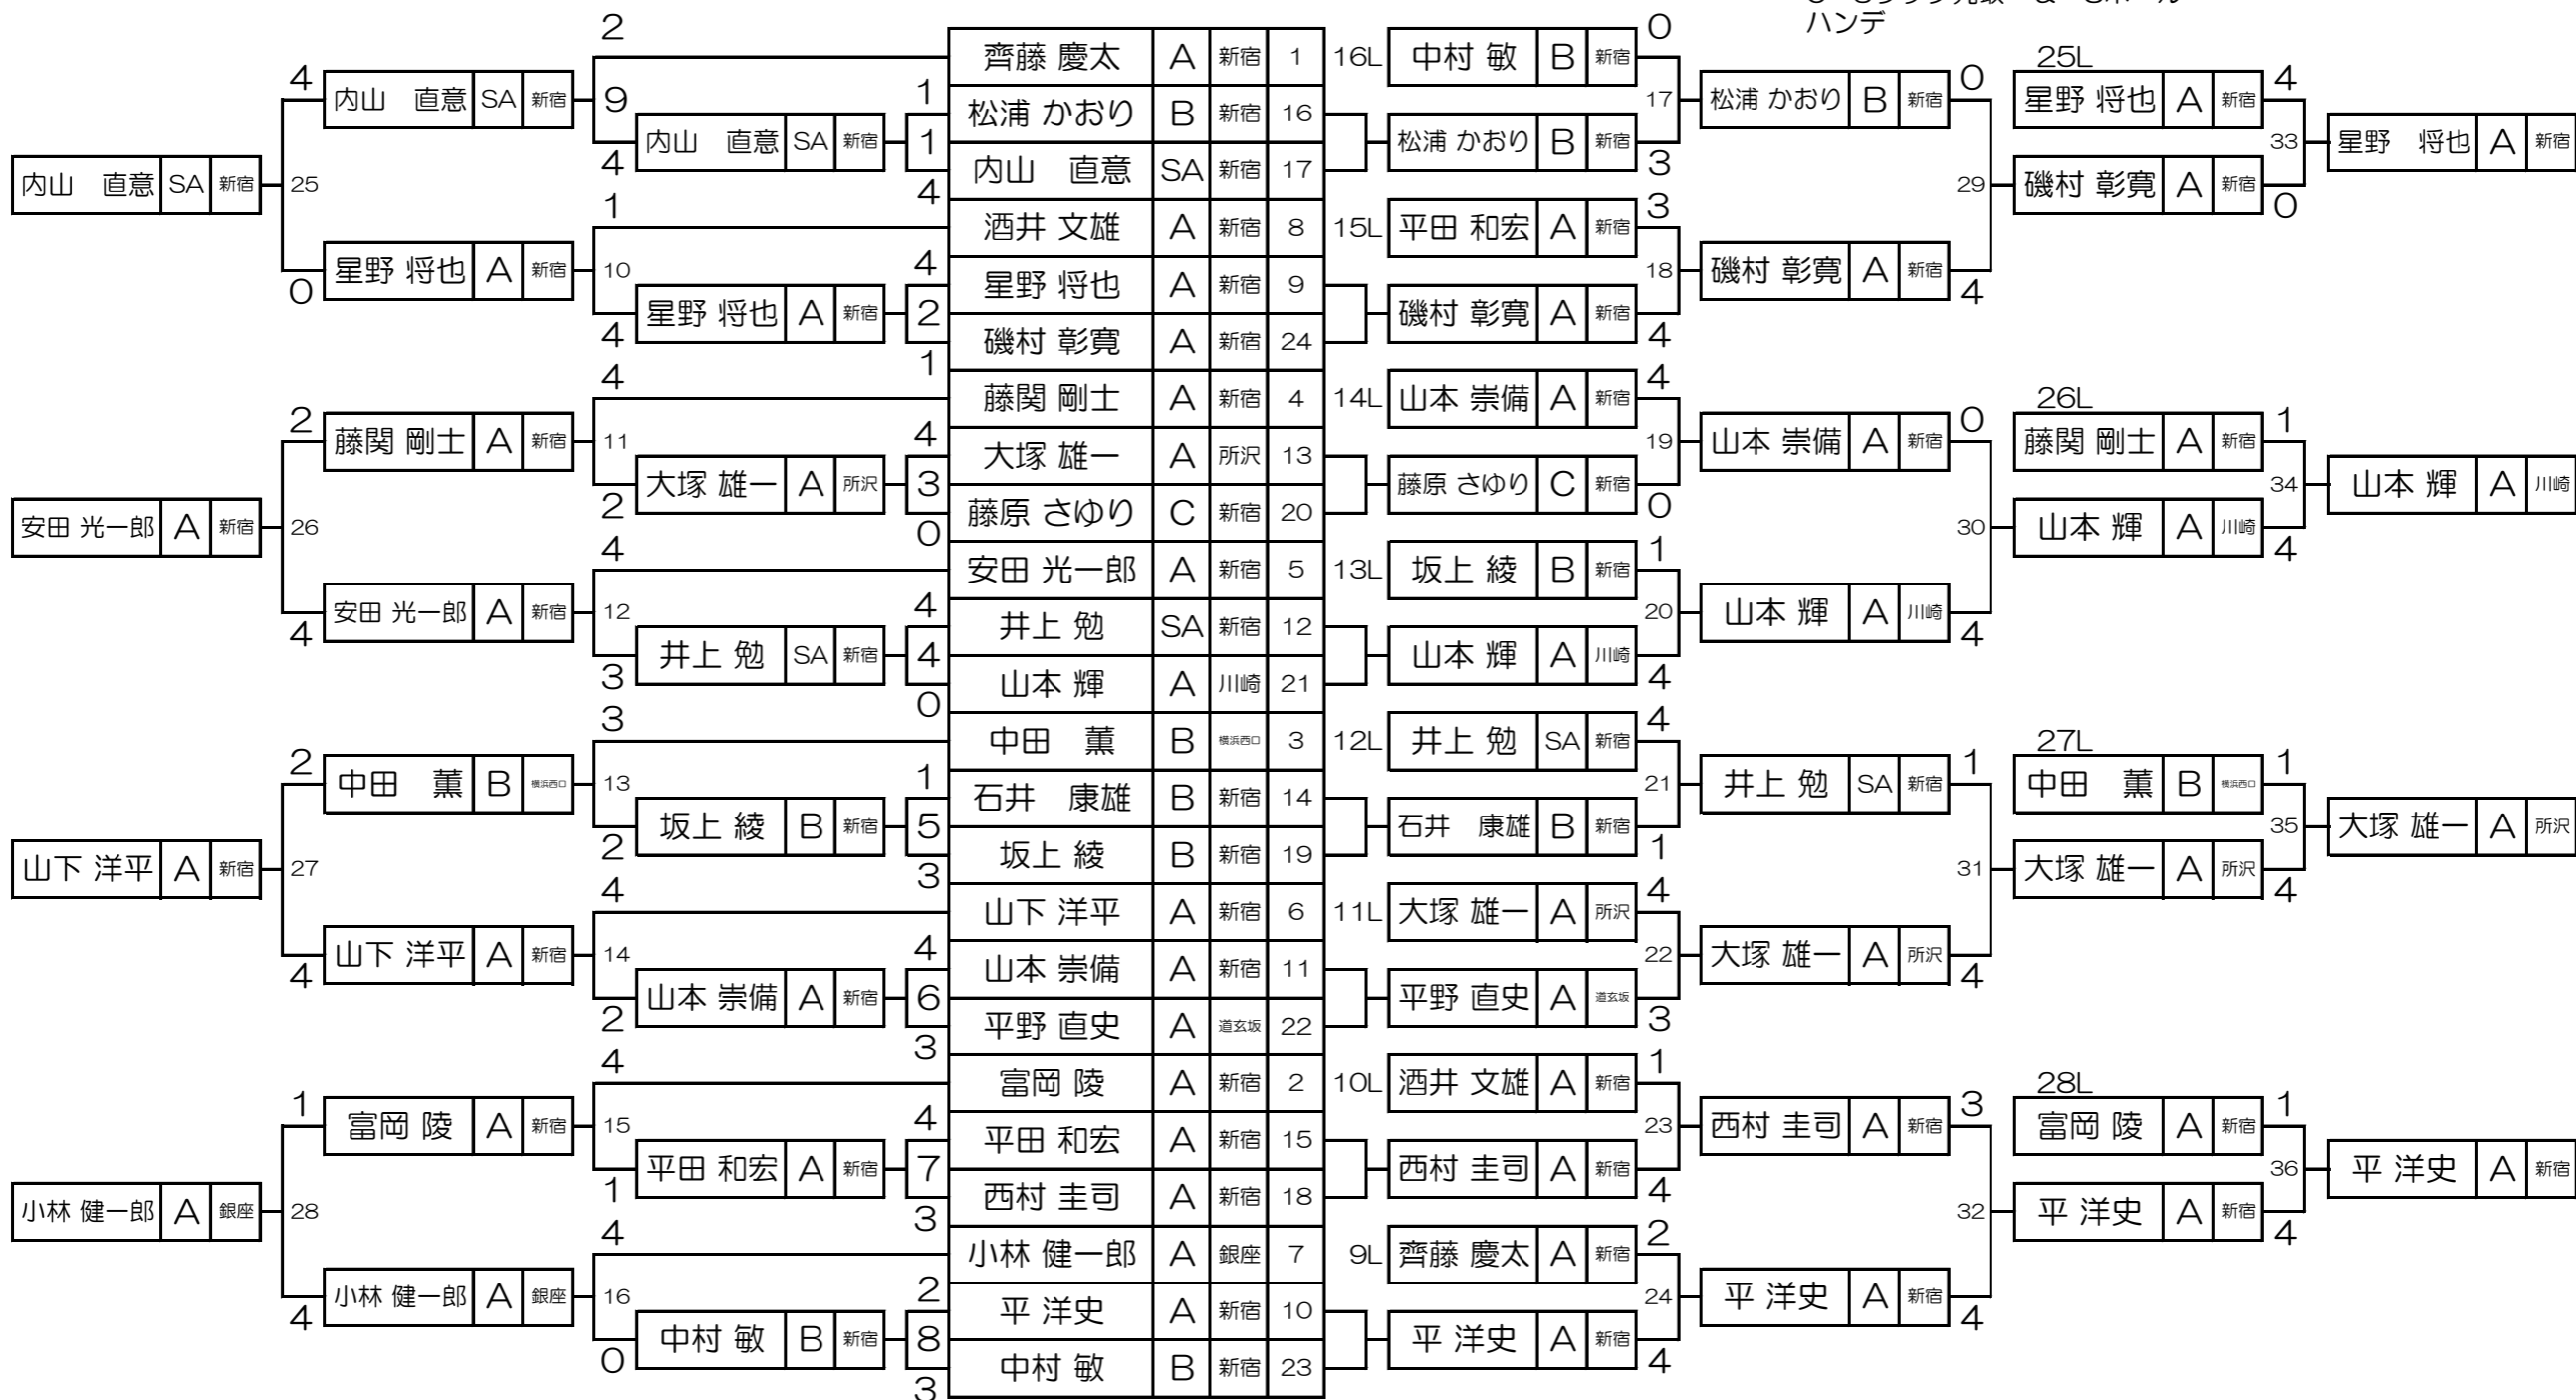 ハンデ
2
齊藤 慶太 A 新宿 1 16L 中村 敏 B 新宿 0
25L
4 内山 直意 SA 新宿 9 1 松浦 かおり B 新宿 16 17 松浦 かおり B 新宿 0 星野 将也 A 新宿 4
内山 直意 SA 新宿 1 松浦 かおり B 新宿 33 星野 将也 A 新宿
4 内山 直意 SA 新宿 17 3
内山 直意 SA 新宿 25 4 29 磯村 彰寛 A 新宿 0
1 酒井 文雄 A 新宿 8 15L 平田 和宏 A 新宿 3
0 星野 将也 A 新宿 10 4 星野 将也 A 新宿 9 18 磯村 彰寛 A 新宿 4
4 星野 将也 A 新宿 2 磯村 彰寛 A 新宿 4
1 磯村 彰寛 A 新宿 24
4 藤関 剛士 A 新宿 4 14L 山本 崇備 A 新宿 4
26L
2 藤関 剛士 A 新宿 11 4 大塚 雄一 A 所沢 13 19 山本 崇備 A 新宿 0 藤関 剛士 A 新宿 1
2 大塚 雄一 A 所沢 3 藤原 さゆり C 新宿 0 34 山本 輝 A 川崎
0 藤原 さゆり C 新宿 20
安田 光一郎 A 新宿 26 30 山本 輝 A 川崎 4
4 安田 光一郎 A 新宿 5 13L 坂上 綾 B 新宿 1
4 安田 光一郎 A 新宿 12 4 井上 勉 SA 新宿 12 20 山本 輝 A 川崎 4
3 井上 勉 SA 新宿 4 山本 輝 A 川崎 4
0 山本 輝 A 川崎 21
3 中田 薫 B 横浜西口 3 12L 井上 勉 SA 新宿 4
27L
2 中田 薫 B 横浜西口 13 1 石井 康雄 B 新宿 14 21 井上 勉 SA 新宿 1 中田 薫 B 横浜西口 1
2 坂上 綾 B 新宿 5 石井 康雄 B 新宿 1 35 大塚 雄一 A 所沢
3 坂上 綾 B 新宿 19
山下 洋平 A 新宿 27 31 大塚 雄一 A 所沢 4
4 山下 洋平 A 新宿 6 11L 大塚 雄一 A 所沢 4
4 山下 洋平 A 新宿 14 4 山本 崇備 A 新宿 11 22 大塚 雄一 A 所沢 4
2 山本 崇備 A 新宿 6 平野 直史 A 道玄坂 3
3 平野 直史 A 道玄坂 22
4 富岡 陵 A 新宿 2 10L 酒井 文雄 A 新宿 1
28L
1 富岡 陵 A 新宿 15 4 平田 和宏 A 新宿 15 23 西村 圭司 A 新宿 3 富岡 陵 A 新宿 1
1 平田 和宏 A 新宿 7 西村 圭司 A 新宿 4 36 平 洋史 A 新宿
3 西村 圭司 A 新宿 18
小林 健一郎 A 銀座 28 32 平 洋史 A 新宿 4
4 小林 健一郎 A 銀座 7 9L 齊藤 慶太 A 新宿 2
4 小林 健一郎 A 銀座 16 2 平 洋史 A 新宿 10 24 平 洋史 A 新宿 4
0 中村 敏 B 新宿 8 平 洋史 A 新宿 4
3 中村 敏 B 新宿 23